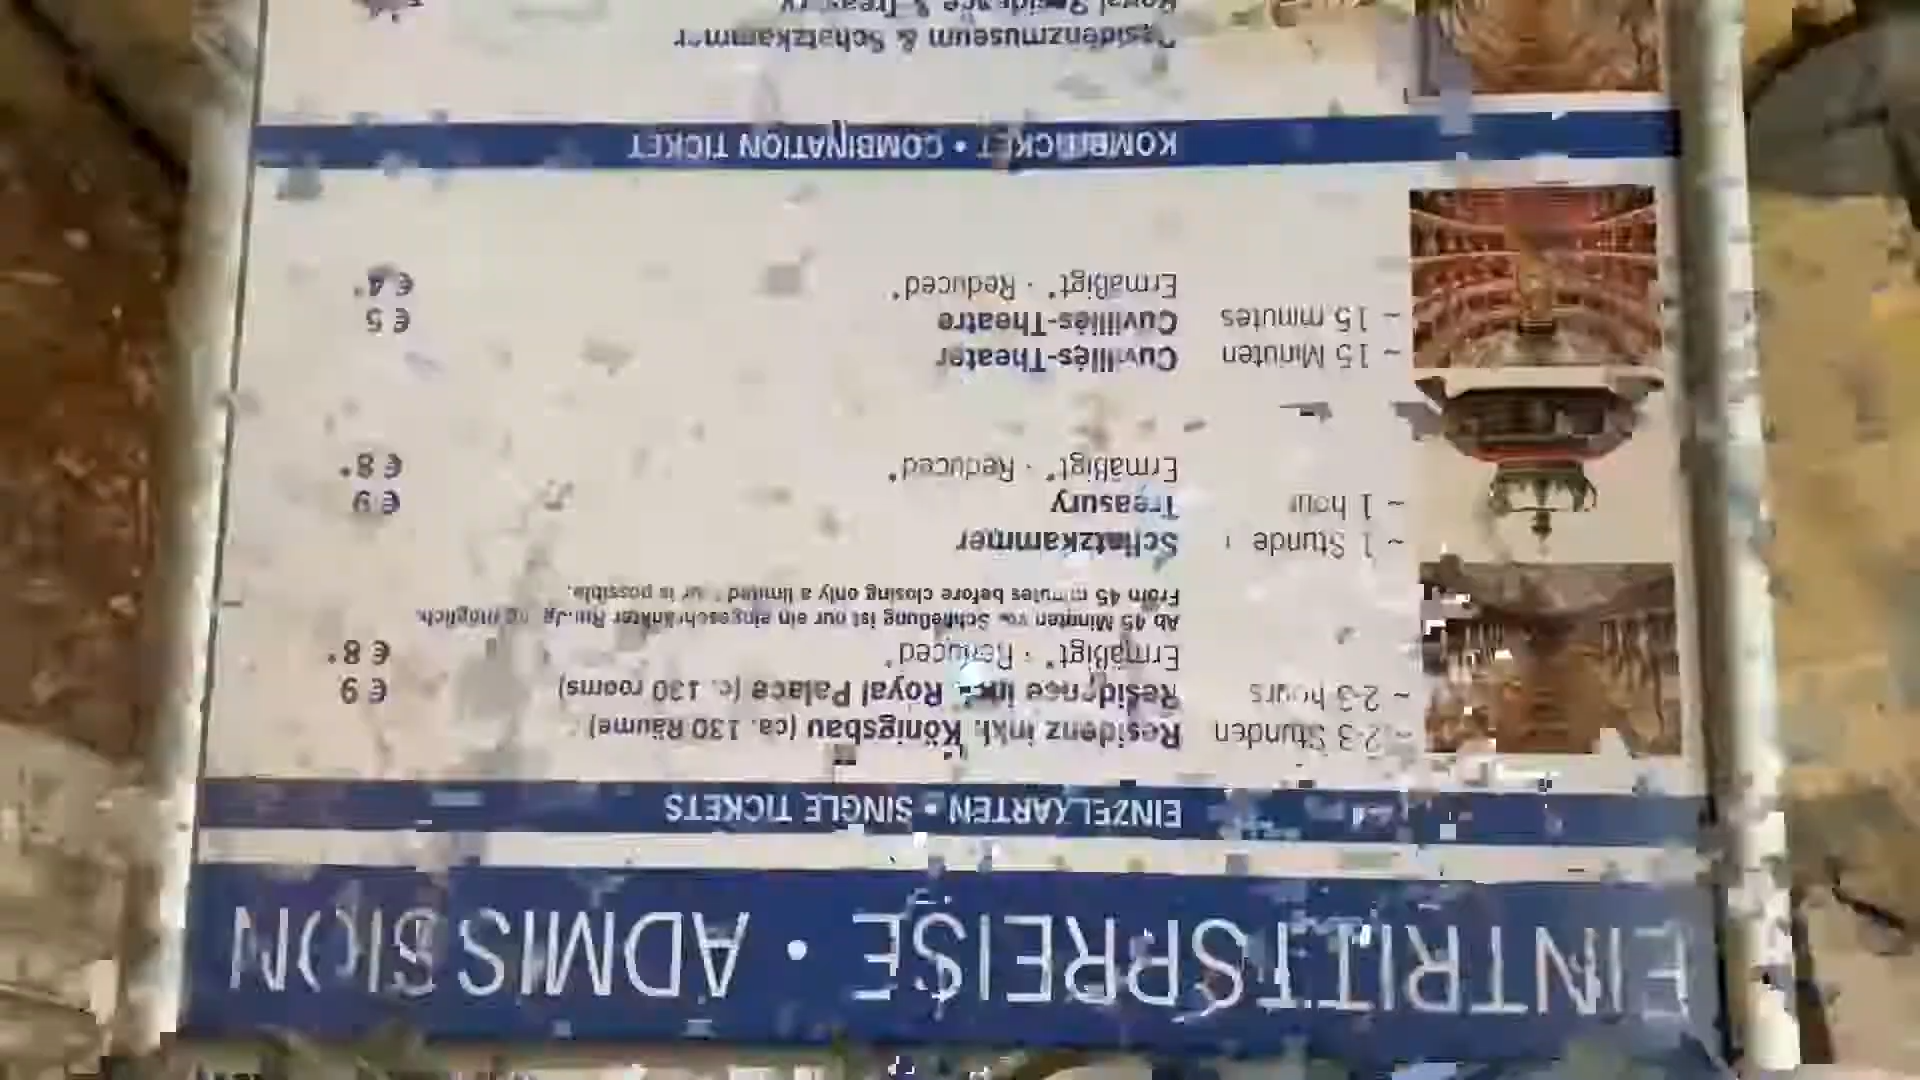 EINTRITTSPREISE • ADMISSION
EINZELKARTEN • SINGLE TICKETS
~ 2-3 Stunden Residenz inkl. Königsbau (ca. 130 Räume)
~ 2-3 hours Residence incl. Royal Palace (c. 130 rooms) € 9
Ermäßigt* · Reduced* € 8*
Ab 45 Minuten vor Schließung ist nur ein eingeschränkter möglich.
From 45 minutes before closing only a limited is possible.
~ 1 Stunde Schatzkammer
~ 1 hour Treasury € 9
Ermäßigt* · Reduced* € 8*
~ 15 Minuten Cuvilliés-Theater
~ 15 minutes Cuvilliés-Theatre € 5
Ermäßigt* · Reduced* € 4*
KOMBITICKET • COMBINATION TICKET
Residenzmuseum & Schatzkammer
Royal Residence & Treasury